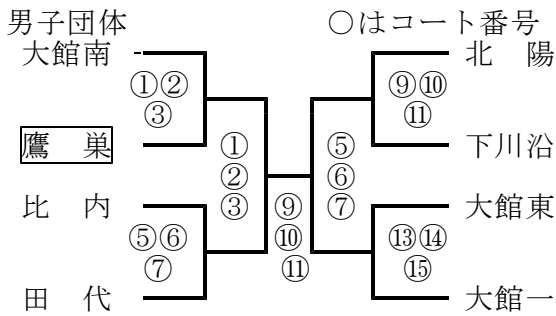 男子団体 ○はコート番号
大館南 北 陽
①② ⑨⑩
③ ⑪
鷹 巣 ① ⑤ 下川沿
② ⑥
③ ⑦
比 内 ⑨ 大館東
⑤⑥ ⑩ ⑬⑭
⑦ ⑪ ⑮
田 代 大館一